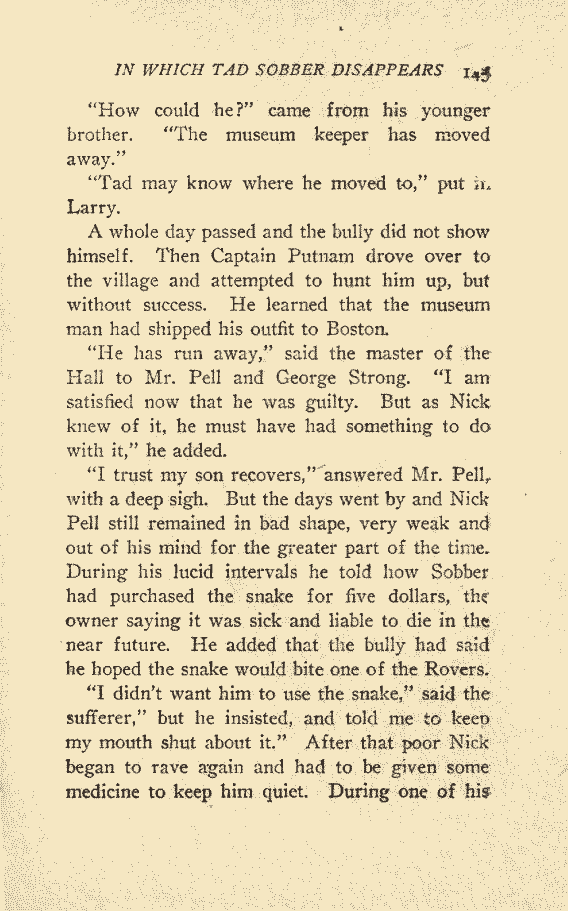 IN WHICH TAD SOBBER DISAPPEARS 145
"How could he?" came from his younger
brother. "The museum keeper has moved
away."
"Tad may know where he moved to," put in
Larry.
A whole day passed and the bully did not show
himself. Then Captain Putnam drove over to
the village and attempted to hunt him up, but
without success. He learned that the museum
man had shipped his outfit to Boston.
"He has run away," said the master of the
Hall to Mr. Pell and George Strong. "I am
satisfied now that he was guilty. But as Nick
knew of it, he must have had something to do
with it," he added.
"I trust my son recovers," answered Mr. Pell,
with a deep sigh. But the days went by and Nick
Pell still remained in bad shape, very weak and
out of his mind for the greater part of the time.
During his lucid intervals he told how Sobber
had purchased the snake for five dollars, the
owner saying it was sick and liable to die in the
near future. He added that the bully had said
he hoped the snake would bite one of the Rovers.
"I didn't want him to use the snake," said the
sufferer," but he insisted, and told me to keep
my mouth shut about it." After that poor Nick
began to rave again and had to be given some
medicine to keep him quiet. During one of his